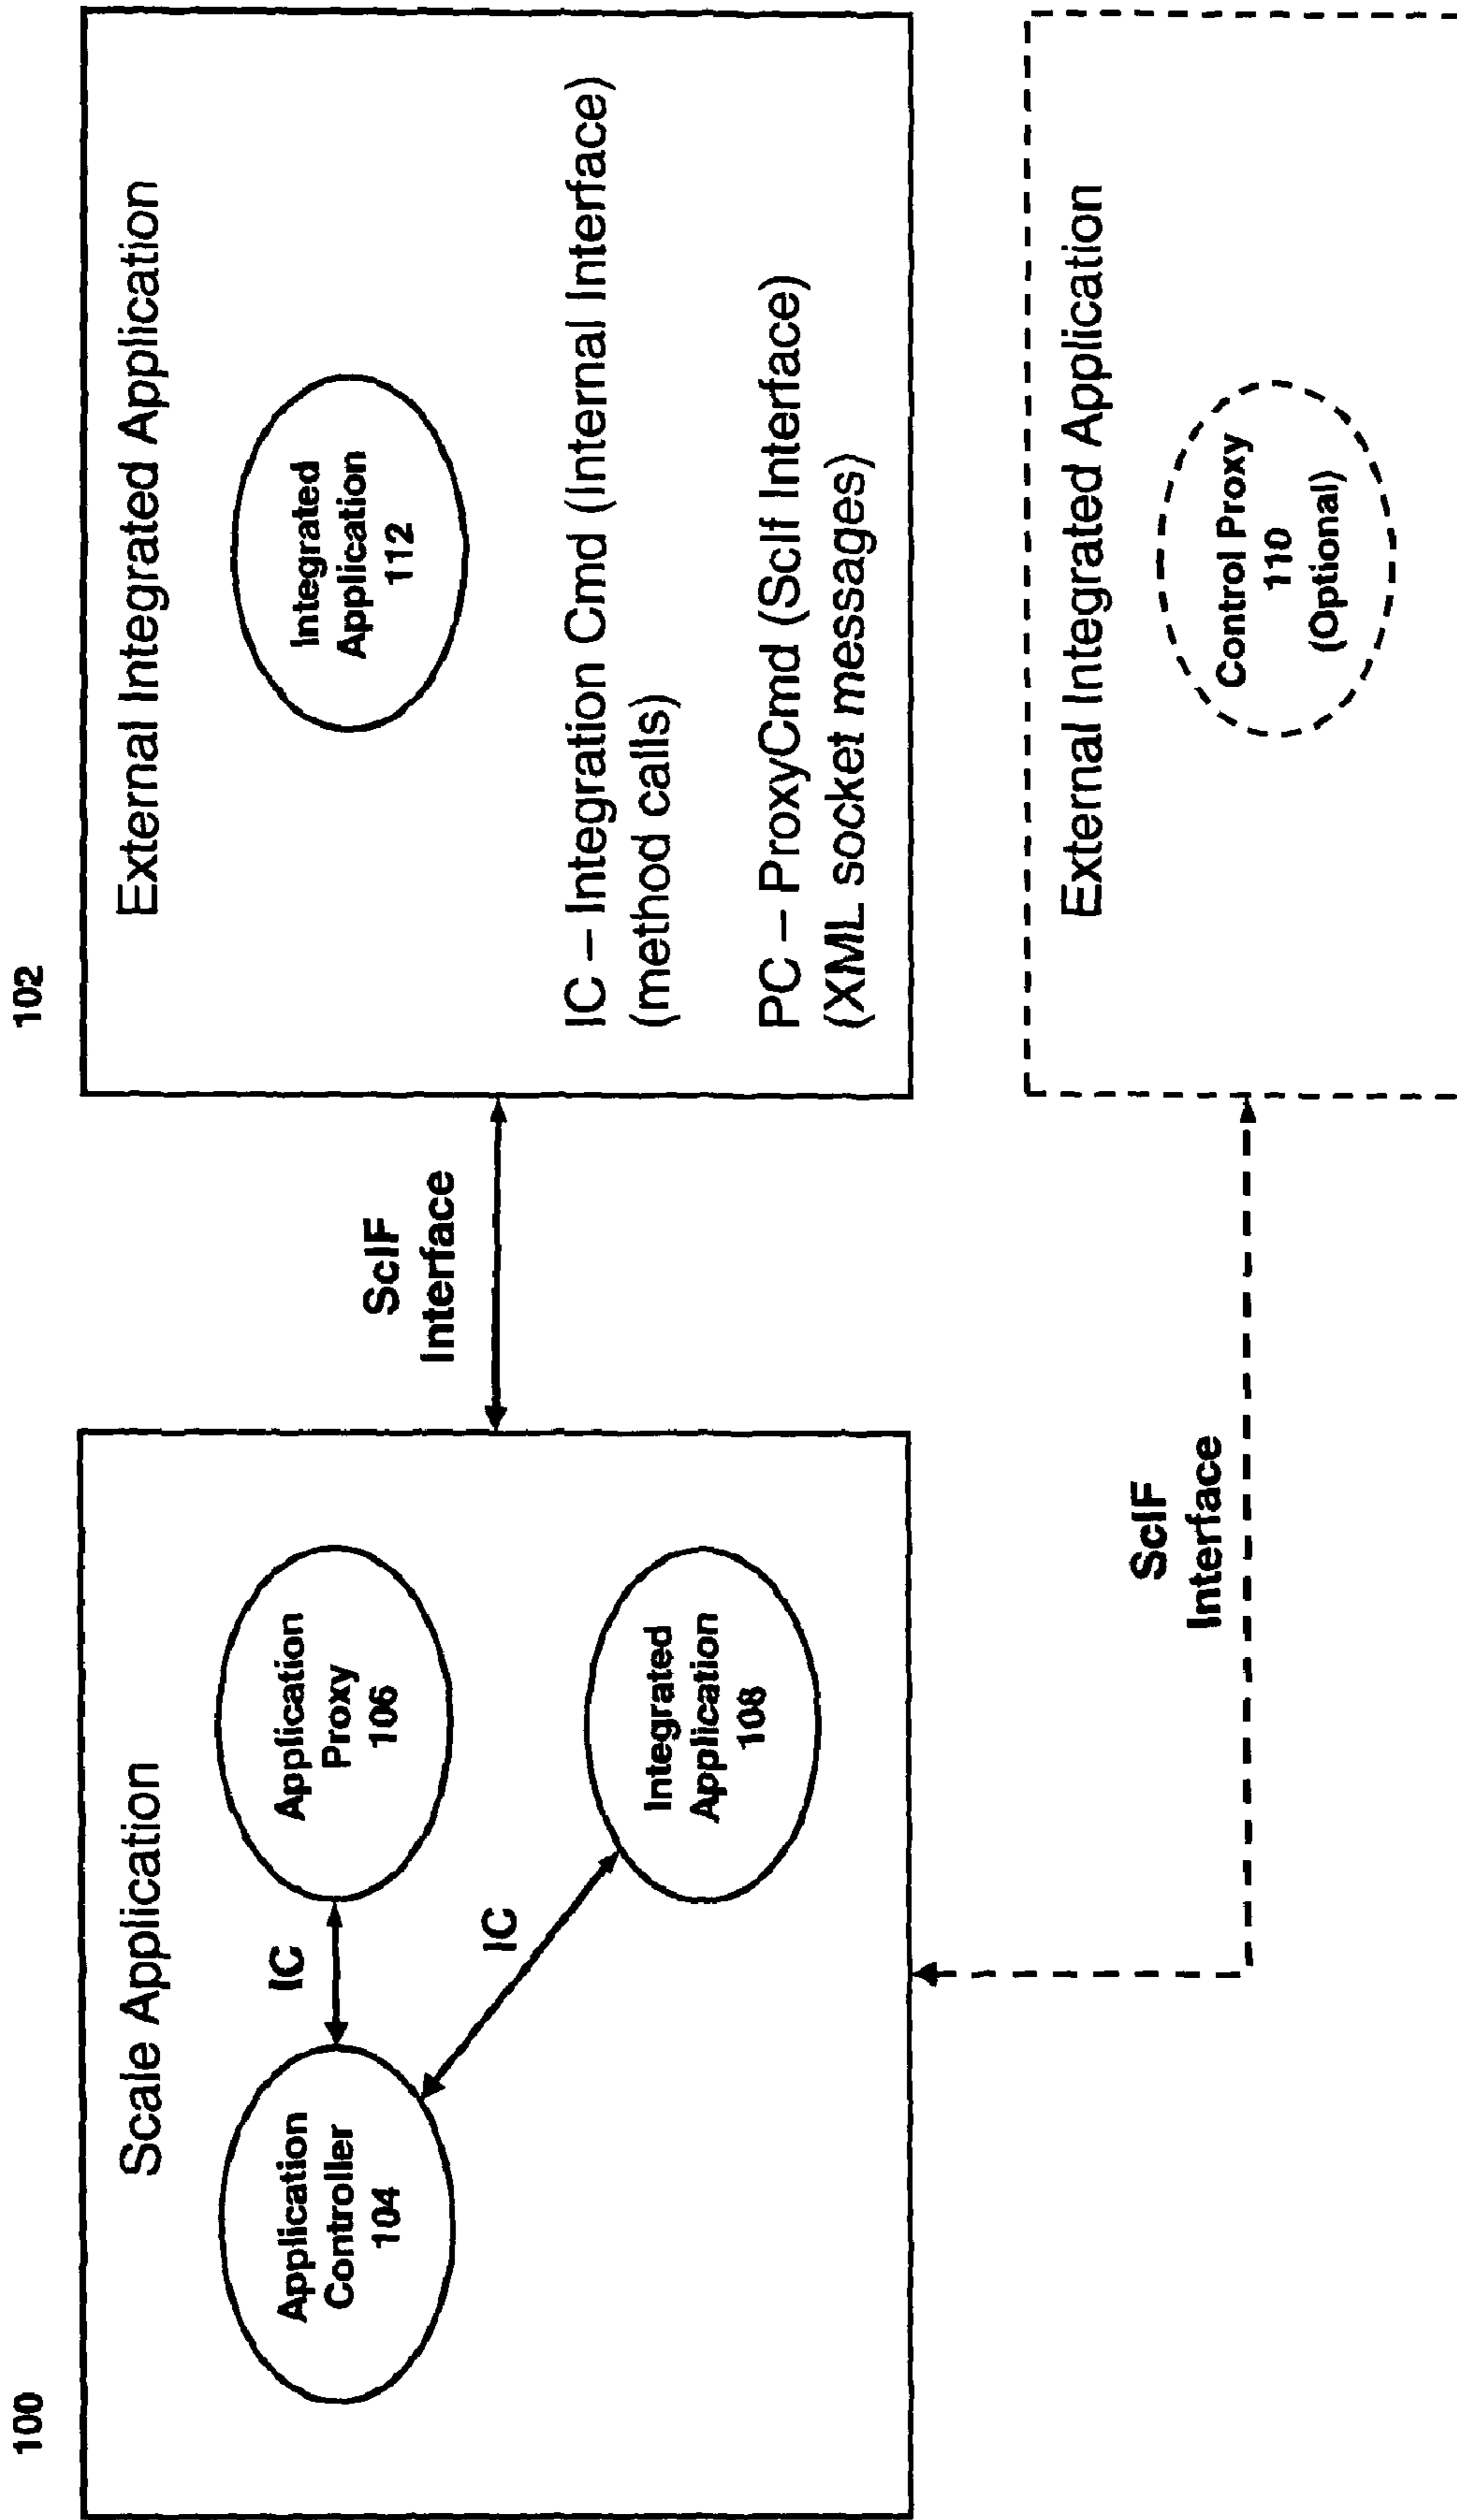 100
102
Scale Application
Application
Controller
104
IC
Application
Proxy
106
IC
Integrated
Application
108
ScIF
Interface
External Integrated Application
Integrated
Application
112
IC – Integration Cmd (Internal Interface)
(method calls)
PC – ProxyCmd (ScIf Interface)
(XML socket messages)
ScIF
Interface
External Integrated Application
Control Proxy
110
(Optional)